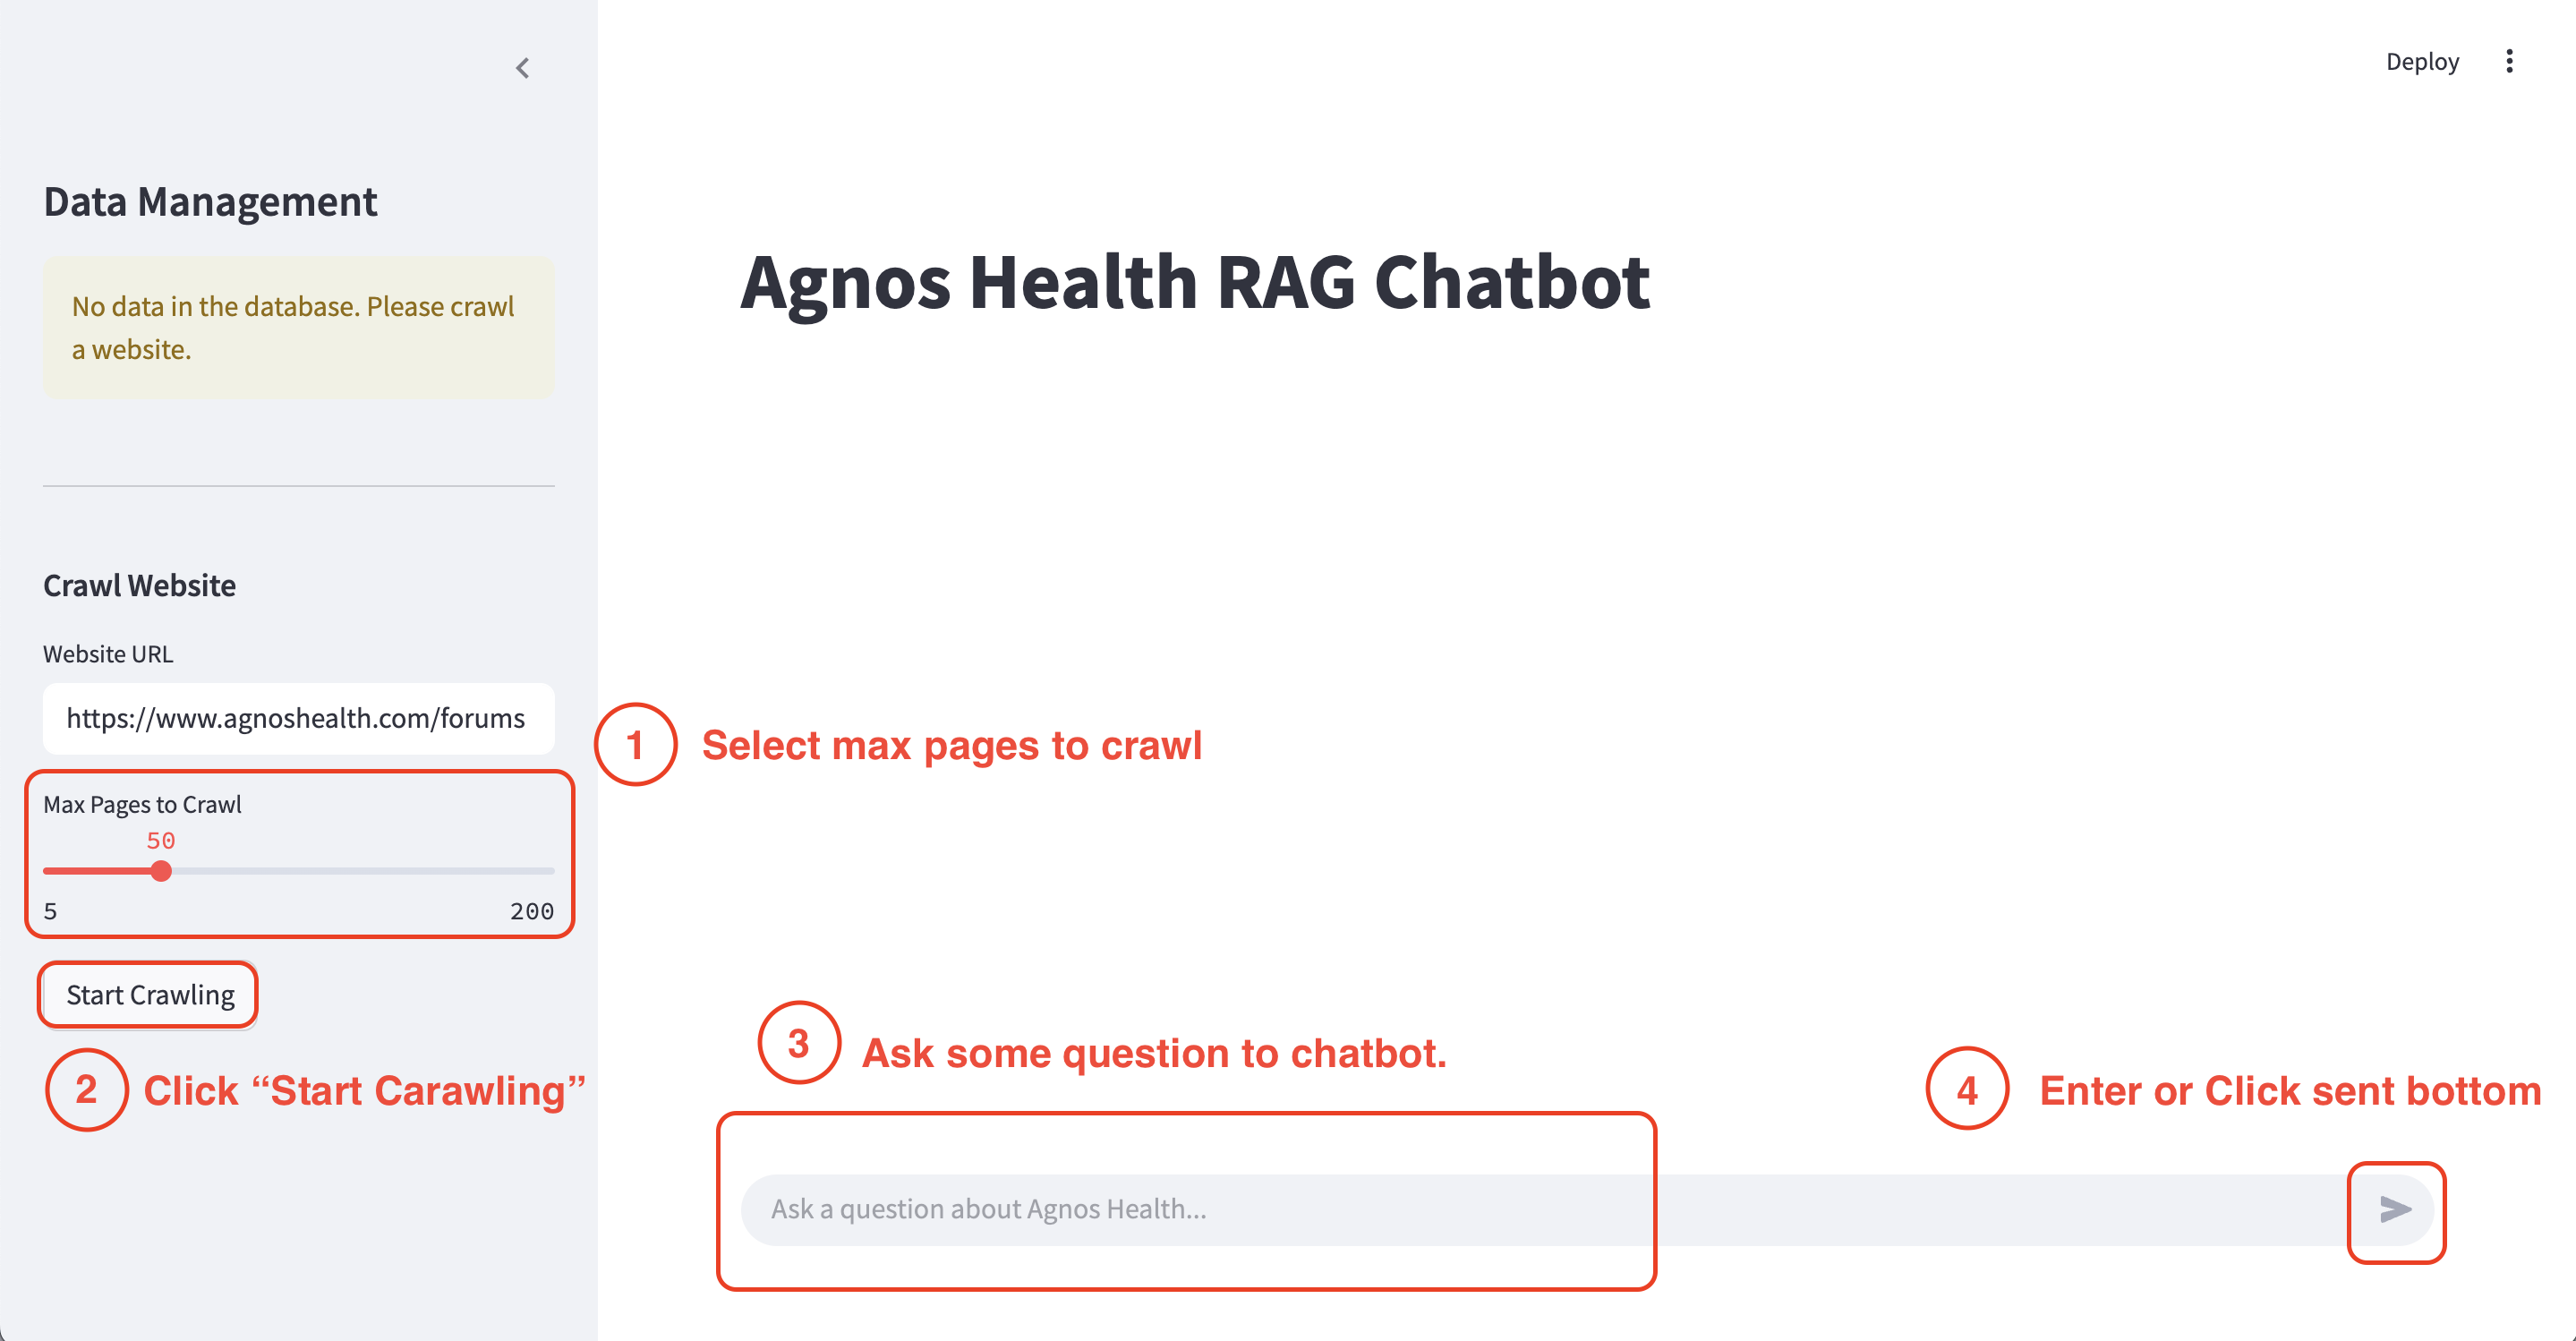 Deploy
Data Management
No data in the database. Please crawl
a website.
Crawl Website
Website URL
https://www.agnoshealth.com/forums
Max Pages to Crawl
50
5
200
Start Crawling
2
Click “Start Carawling”
Agnos Health RAG Chatbot
1
Select max pages to crawl
3
Ask some question to chatbot.
4
Enter or Click sent bottom
Ask a question about Agnos Health...